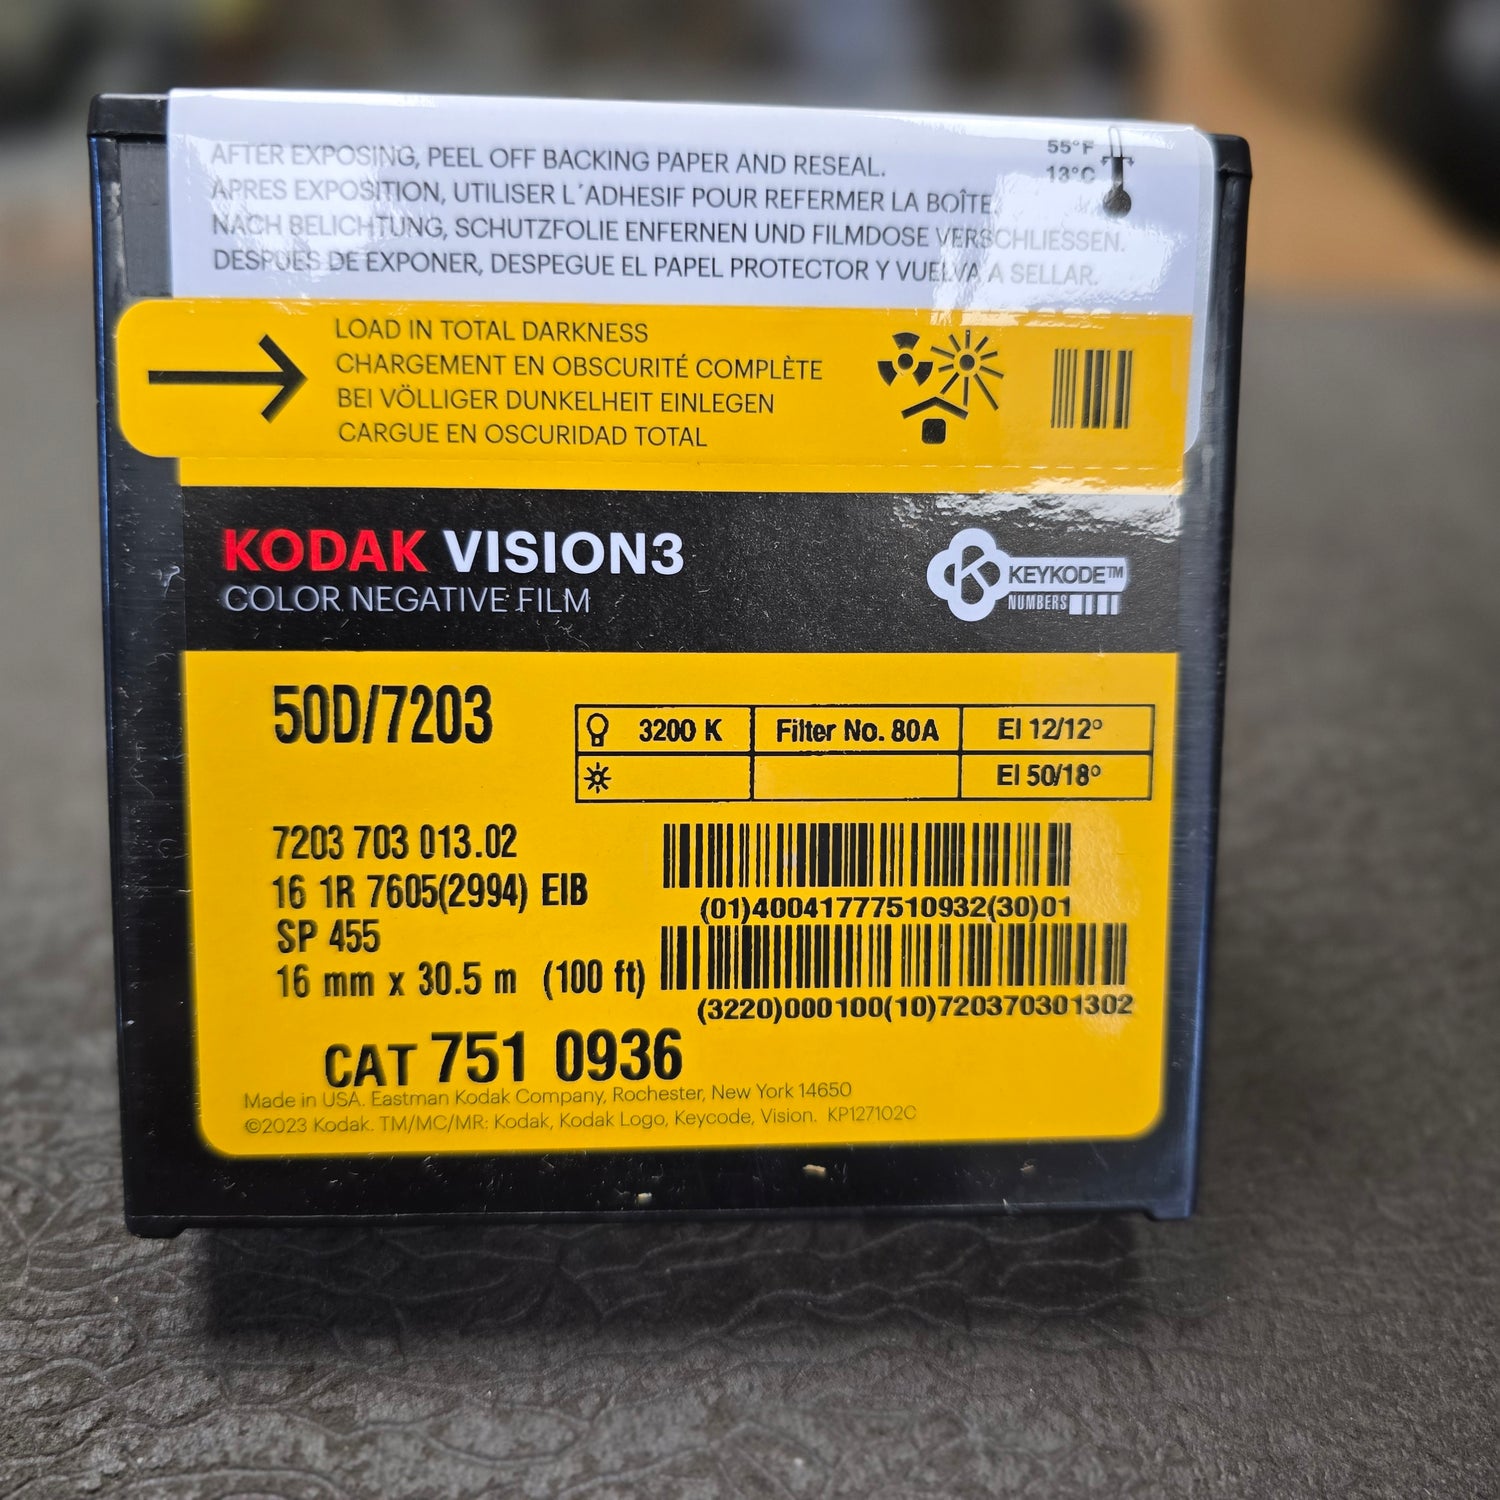 AFTER EXPOSING, PEEL OFF BACKING PAPER AND RESEAL.
APRES EXPOSITION, UTILISER L´ADHESIF POUR REFERMER LA BOÎTE.
NACH BELICHTUNG, SCHUTZFOLIE ENFERNEN UND FILMDOSE VERSCHLIESSEN.
DESPUES DE EXPONER, DESPEGUE EL PAPEL PROTECTOR Y VUELVA A SELLAR.
55°F
13°C
LOAD IN TOTAL DARKNESS
CHARGEMENT EN OBSCURITÉ COMPLÈTE
BEI VÖLLIGER DUNKELHEIT EINLEGEN
CARGUE EN OSCURIDAD TOTAL
KODAK VISION3
COLOR NEGATIVE FILM
K KEYKODE™
NUMBERS
50D/7203
3200 K Filter No. 80A EI 12/12°
EI 50/18°
7203 703 013.02
16 1R 7605(2994) EIB
SP 455
16 mm x 30.5 m (100 ft)
(01)40041777510932(30)01
(3220)000100(10)720370301302
CAT 751 0936
Made in USA. Eastman Kodak Company, Rochester, New York 14650
©2023 Kodak. TM/MC/MR: Kodak, Kodak Logo, Keycode, Vision. KP127102C